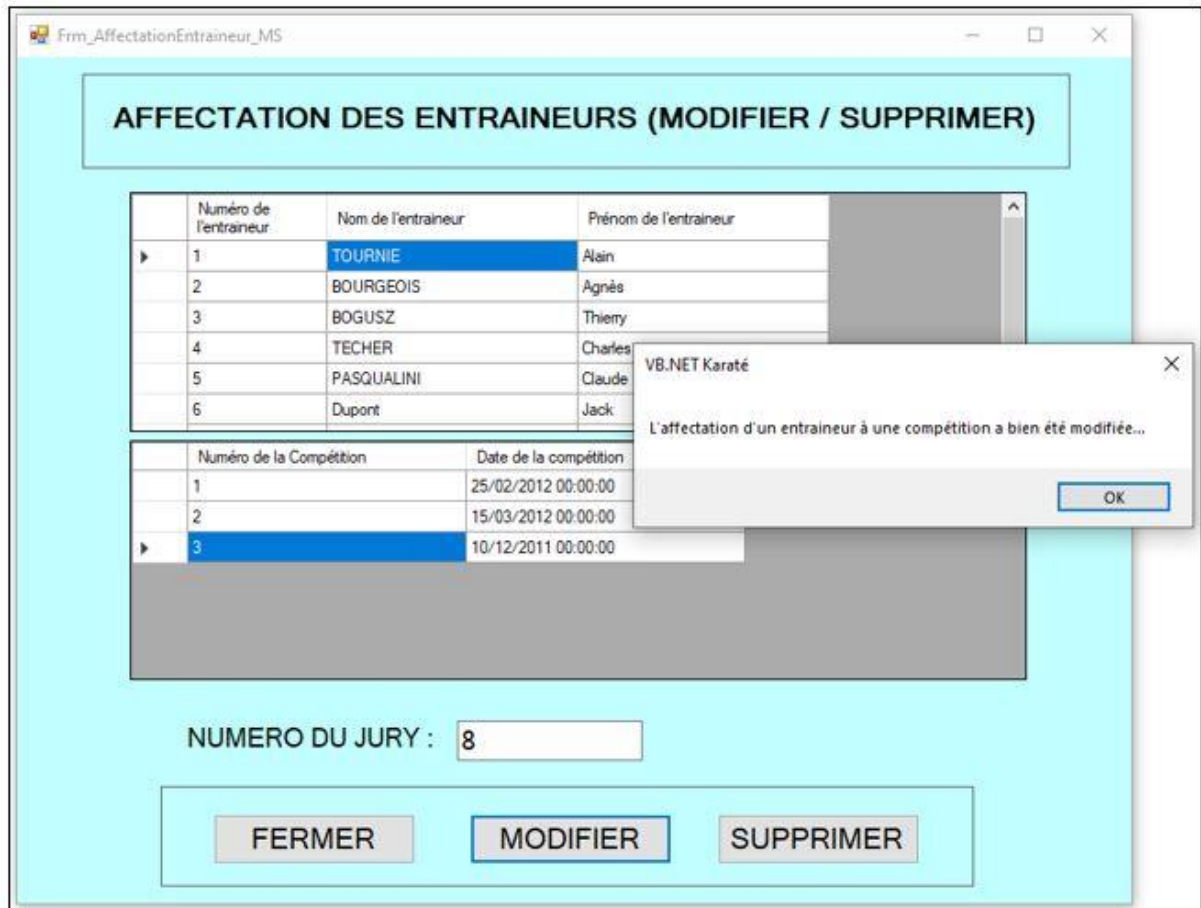 Frm_AffectationEntraineur_MS
AFFECTATION DES ENTRAINEURS (MODIFIER / SUPPRIMER)
Numéro de l'entraineur Nom de l'entraineur Prénom de l'entraineur
1 TOURNIE Alain
2 BOURGEOIS Agnès
3 BOGUSZ Thierry
4 TECHER Charles
5 PASQUALINI Claude
6 Dupont Jack
VB.NET Karaté
L'affectation d'un entraineur à une compétition a bien été modifiée...
OK
Numéro de la Compétition Date de la compétition
1 25/02/2012 00:00:00
2 15/03/2012 00:00:00
3 10/12/2011 00:00:00
NUMERO DU JURY : 8
FERMER MODIFIER SUPPRIMER